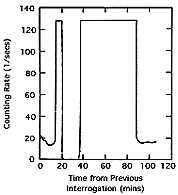 140
120
100
80
60
40
20
0
Counting Rate (1/secs)
0 20 40 60 80 100 120
Time from Previous
Interrogation (mins)